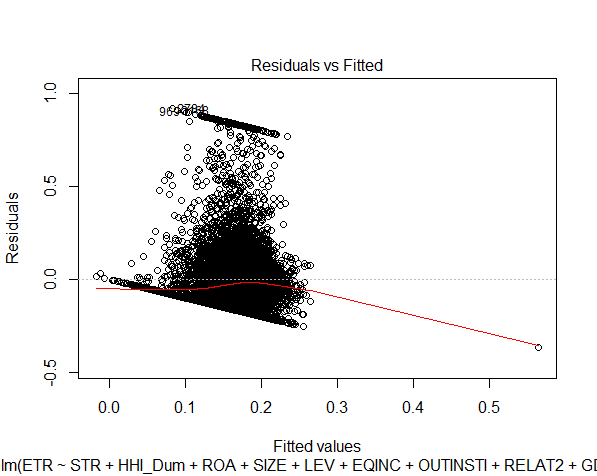 Residuals vs Fitted
1.0
0.5
0.0
-0.5
Residuals
0.0
0.1
0.2
0.3
0.4
0.5
Fitted values
lm(ETR ~ STR + HHI_Dum + ROA + SIZE + LEV + EQINC + OUTINSTI + RELAT2 + GD